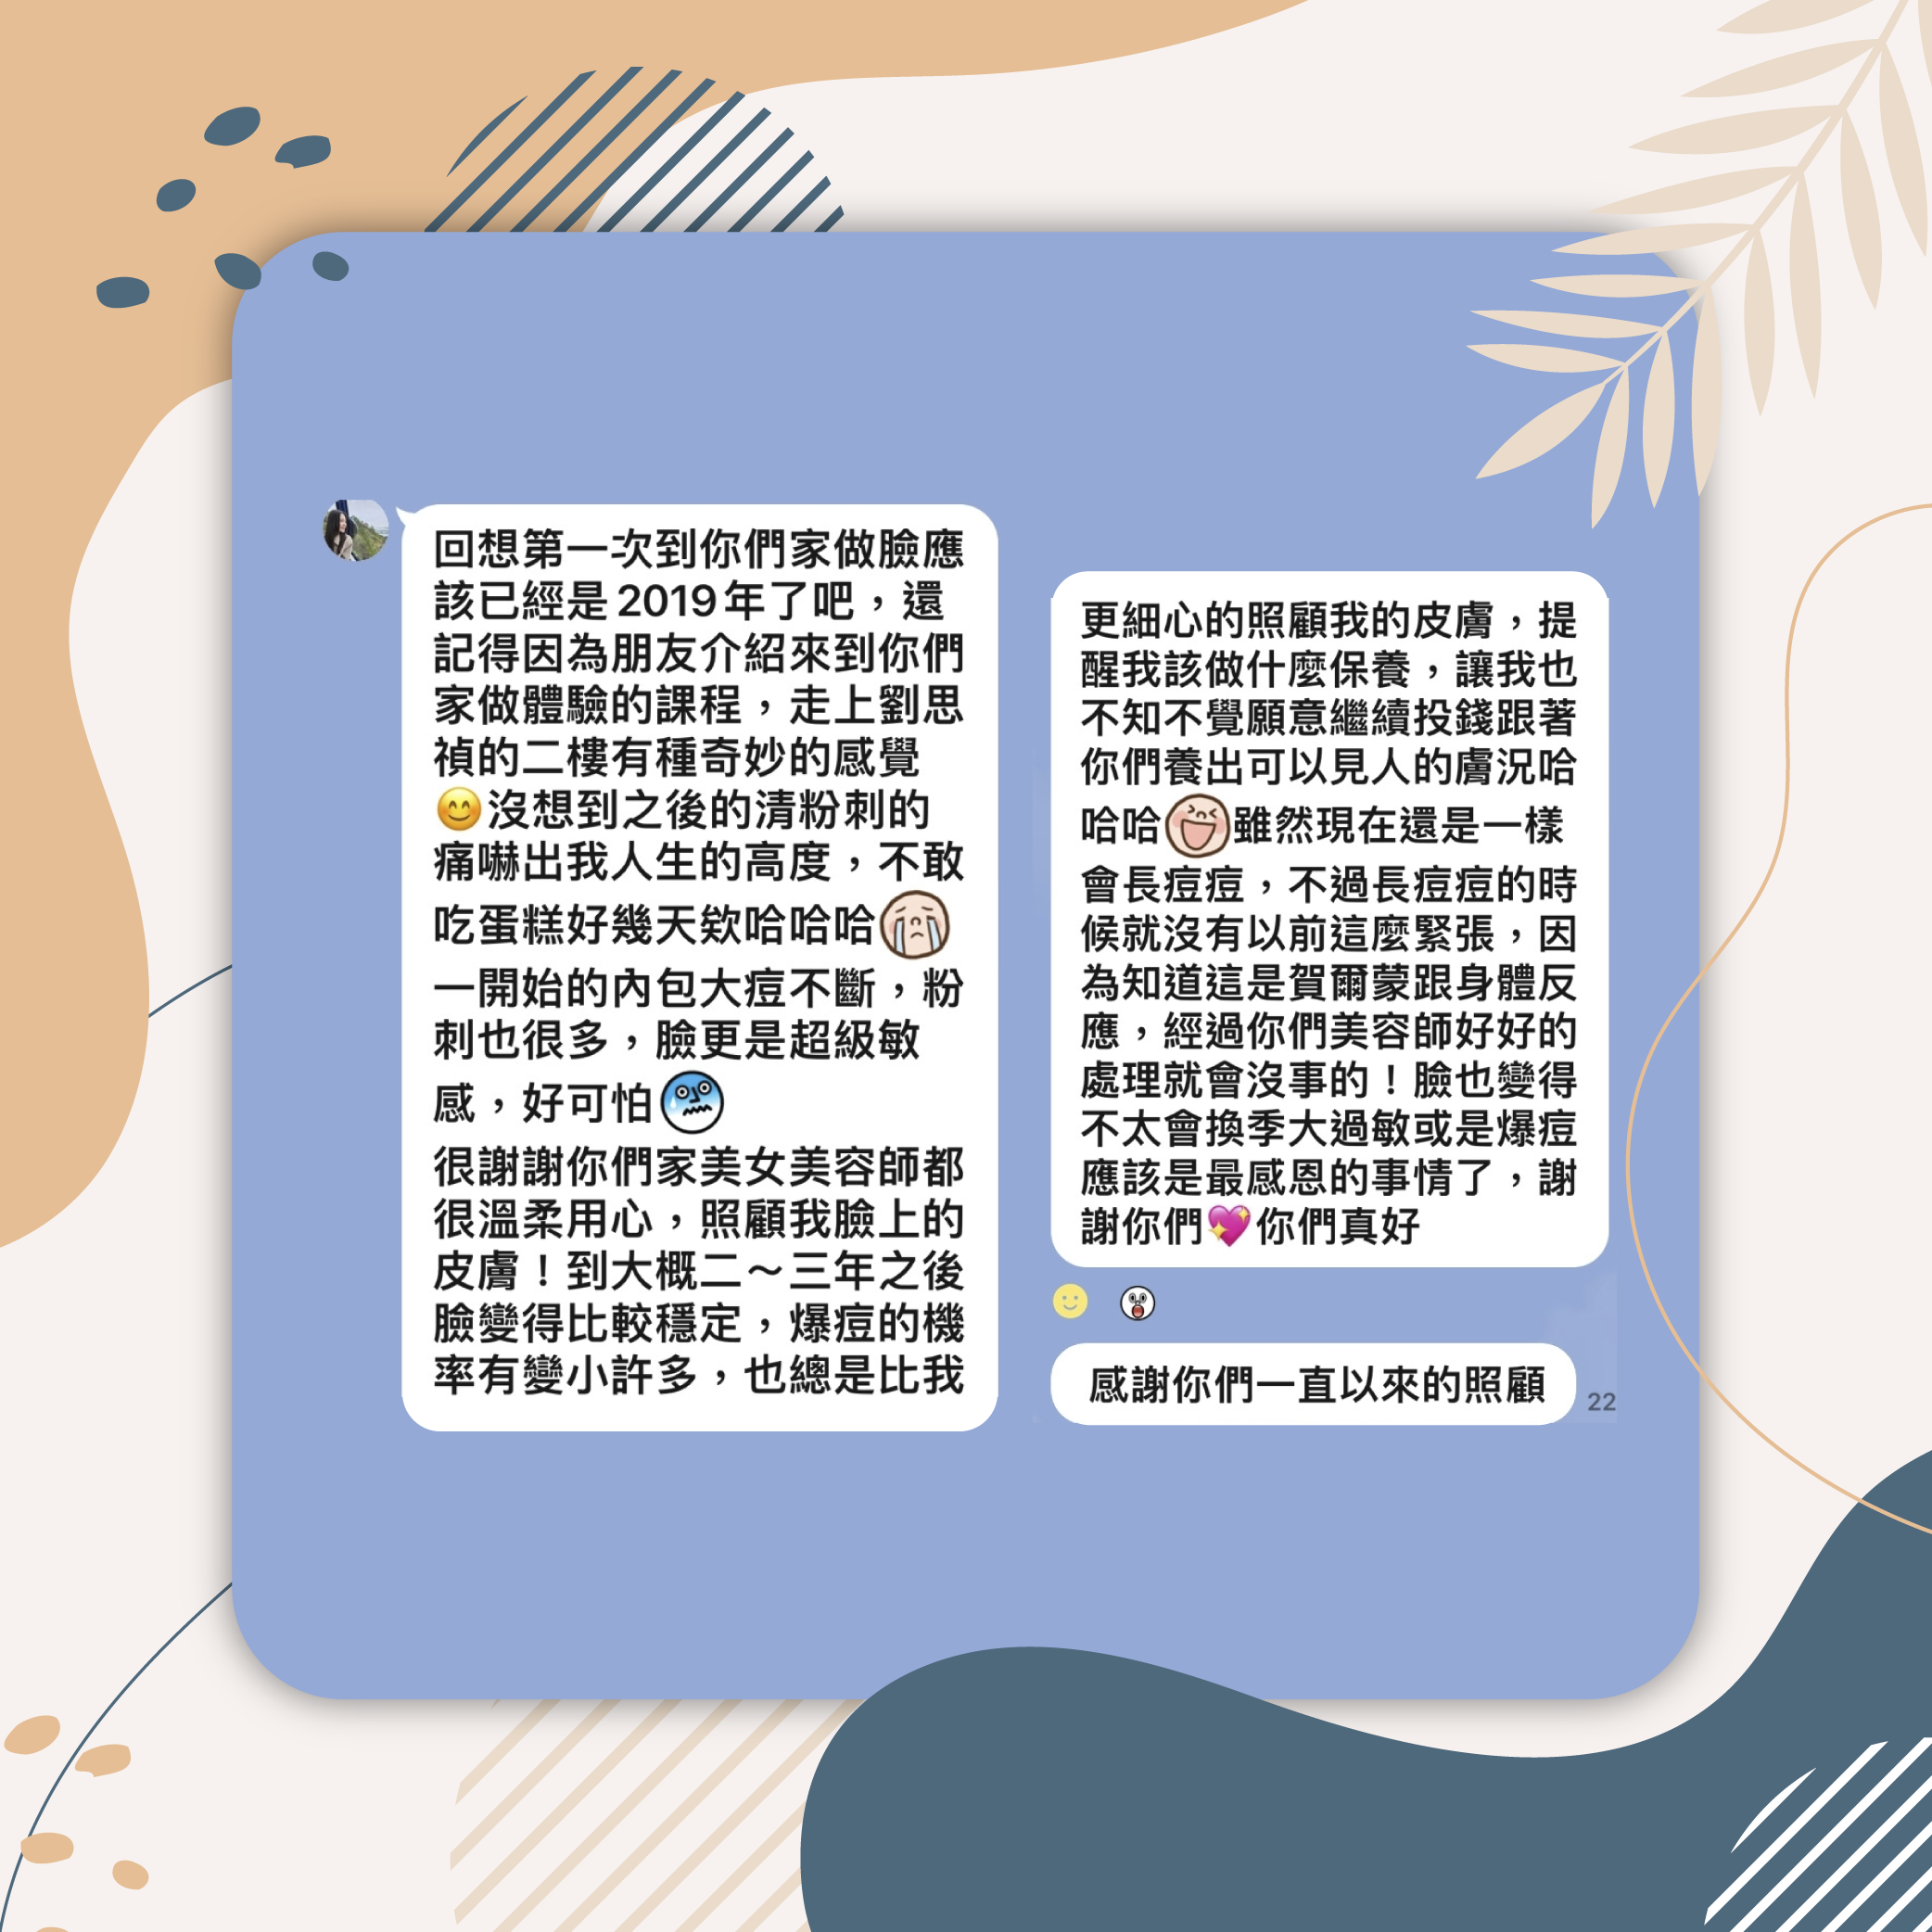 回想第一次到你們家做臉應
該已經是2019年了吧，還
記得因為朋友介紹來到你們
家做體驗的課程，走上劉思
禎的二樓有種奇妙的感覺
😊沒想到之後的清粉刺的
痛嚇出我人生的高度，不敢
吃蛋糕好幾天欸哈哈哈
一開始的內包大痘不斷，粉
刺也很多，臉更是超級敏
感，好可怕
很謝謝你們家美女美容師都
很溫柔用心，照顧我臉上的
皮膚！到大概二～三年之後
臉變得比較穩定，爆痘的機
率有變小許多，也總是比我
更細心的照顧我的皮膚，提
醒我該做什麼保養，讓我也
不知不覺願意繼續投錢跟著
你們養出可以見人的膚況哈
哈哈雖然現在還是一樣
會長痘痘，不過長痘痘的時
候就沒有以前這麼緊張，因
為知道這是賀爾蒙跟身體反
應，經過你們美容師好好的
處理就會沒事的！臉也變得
不太會換季大過敏或是爆痘
應該是最感恩的事情了，謝
謝你們💖你們真好
感謝你們一直以來的照顧
22